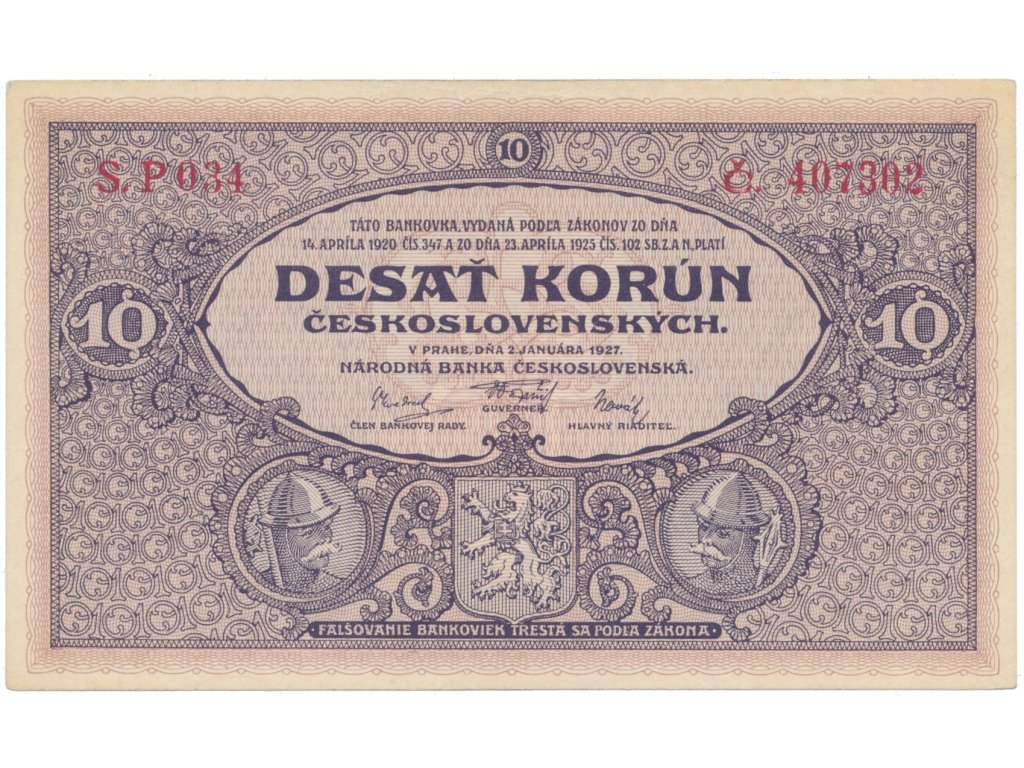 10
S. P 034
Č. 407302
TÁTO BANKOVKA, VYDANÁ PODĽA ZÁKONOV ZO DŇA
14. APRÍLA 1920 ČÍS. 347 A ZO DŇA 23. APRÍLA 1925 ČÍS. 102 SB. Z. A N., PLATÍ
DESAŤ KORÚN
ČESKOSLOVENSKÝCH.
10
10
V PRAHE, DŇA 2. JANUÁRA 1927.
NÁRODNÁ BANKA ČESKOSLOVENSKÁ.
ČLEN BANKOVEJ RADY.
GUVERNER.
HLAVNÝ RIADITEĽ.
· FALŠOVANIE BANKOVIEK TRESTÁ SA PODĽA ZÁKONA ·